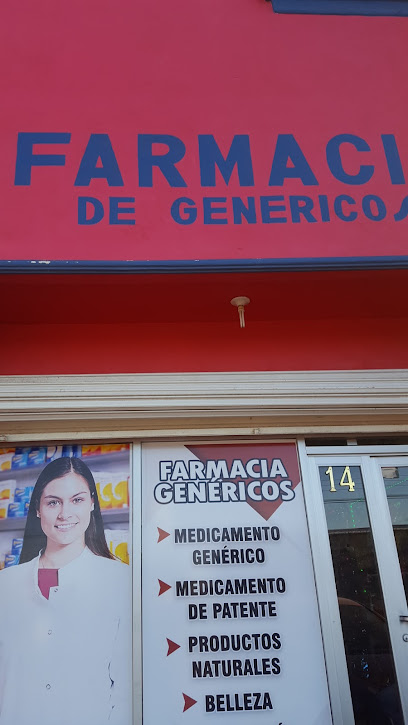 FARMACI
DE GENERICOS
14
FARMACIA
GENÉRICOS
MEDICAMENTO
GENÉRICO
MEDICAMENTO
DE PATENTE
PRODUCTOS
NATURALES
BELLEZA